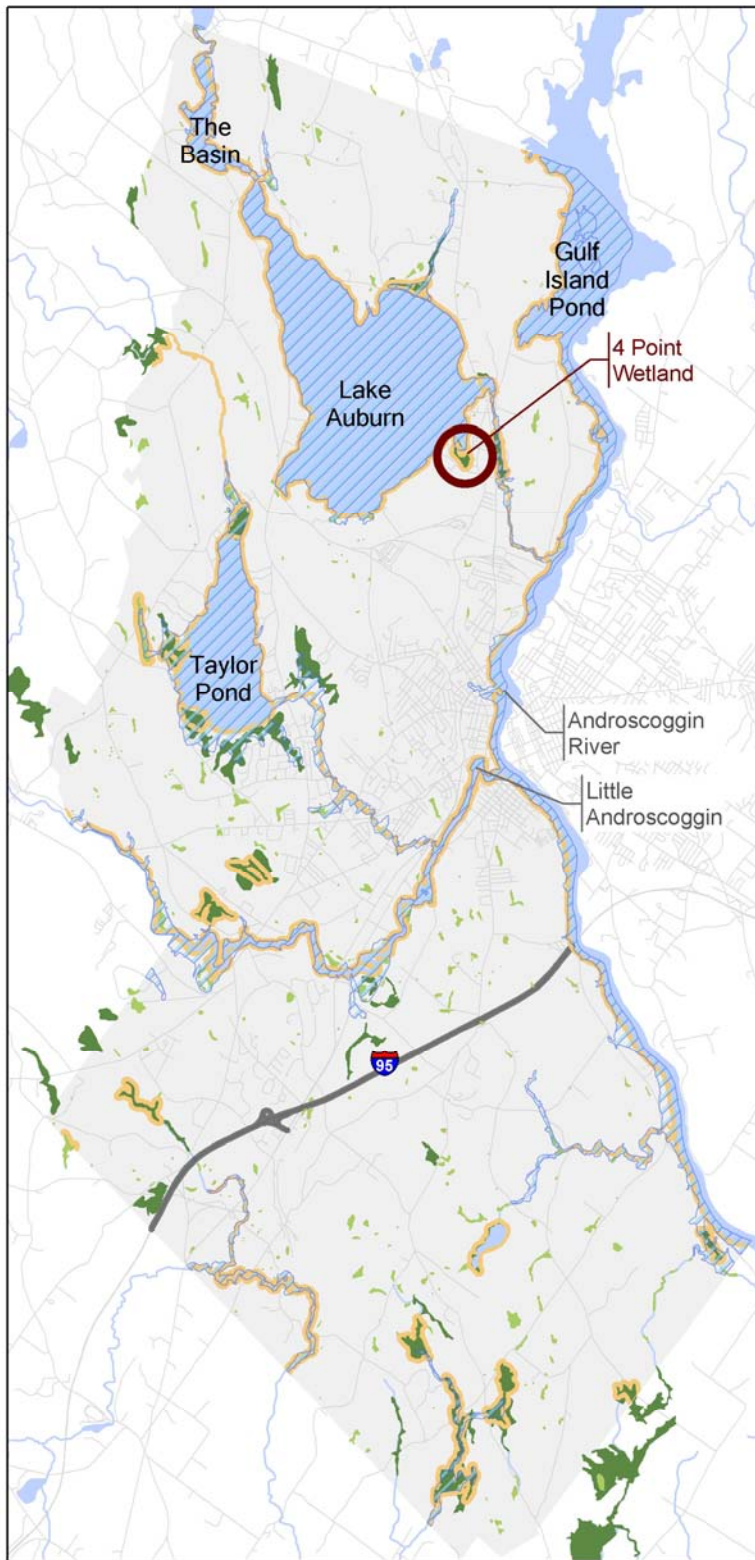 The
Basin
Gulf
Island
Pond
4 Point
Wetland
Lake
Auburn
Taylor
Pond
Androscoggin
River
Little
Androscoggin
95